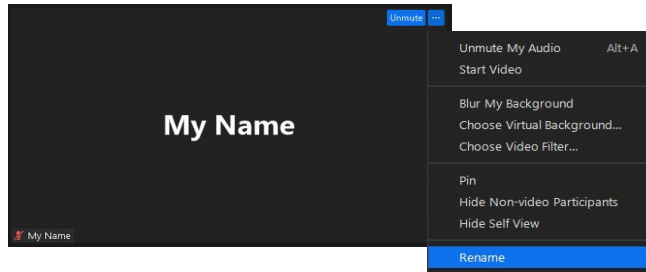 Unmute ...
My Name
My Name
Unmute My Audio Alt+A
Start Video
Blur My Background
Choose Virtual Background...
Choose Video Filter...
Pin
Hide Non-video Participants
Hide Self View
Rename